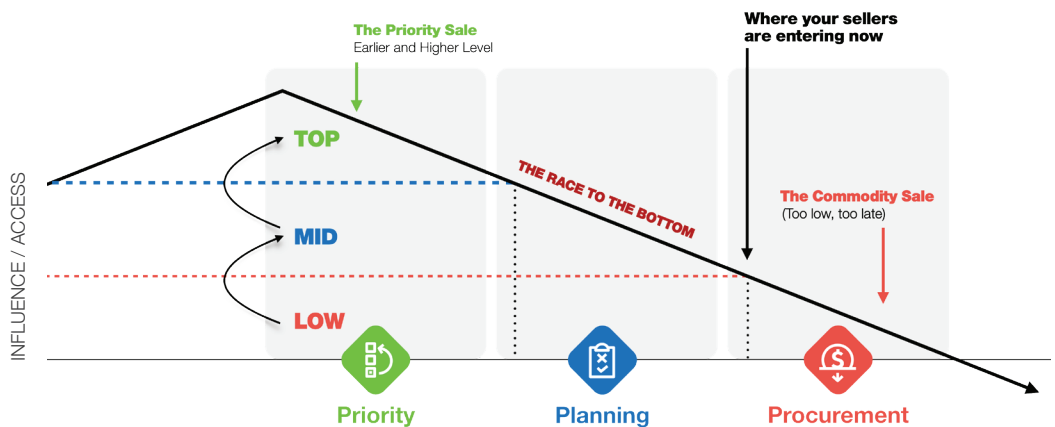 The Priority Sale
Earlier and Higher Level
Where your sellers
are entering now
TOP
THE RACE TO THE BOTTOM
The Commodity Sale
(Too low, too late)
MID
LOW
INFLUENCE / ACCESS
$
Priority
Planning
Procurement